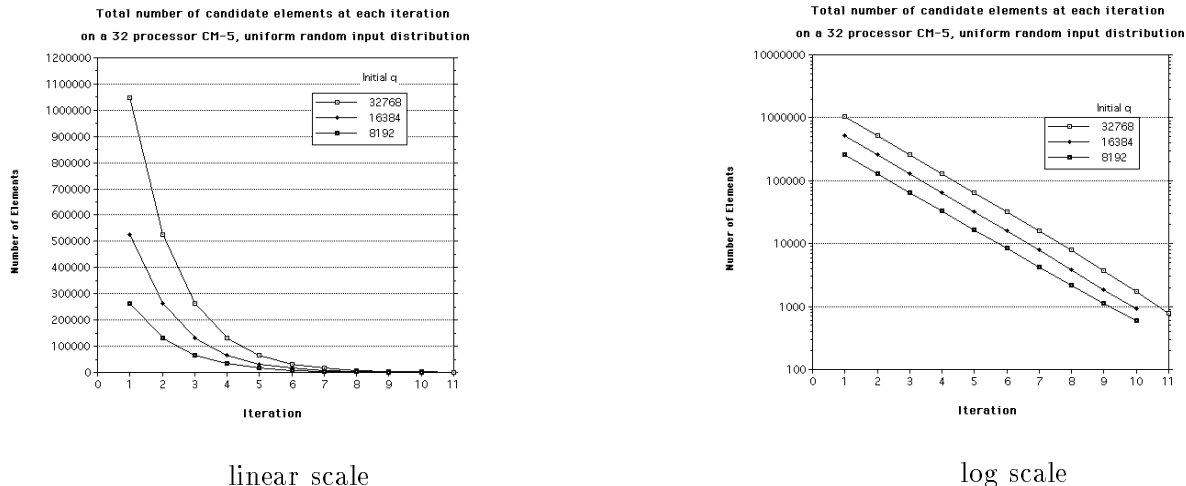 Total number of candidate elements at each iteration
on a 32 processor CM-5, uniform random input distribution
1200000
1100000
1000000
900000
800000
700000
600000
500000
400000
300000
200000
100000
0
Number of Elements
Initial q
32768
16384
8192
0 1 2 3 4 5 6 7 8 9 10 11
Iteration
linear scale
Total number of candidate elements at each iteration
on a 32 processor CM-5, uniform random input distribution
10000000
1000000
100000
10000
1000
100
Number of Elements
Initial q
32768
16384
8192
0 1 2 3 4 5 6 7 8 9 10 11
Iteration
log scale